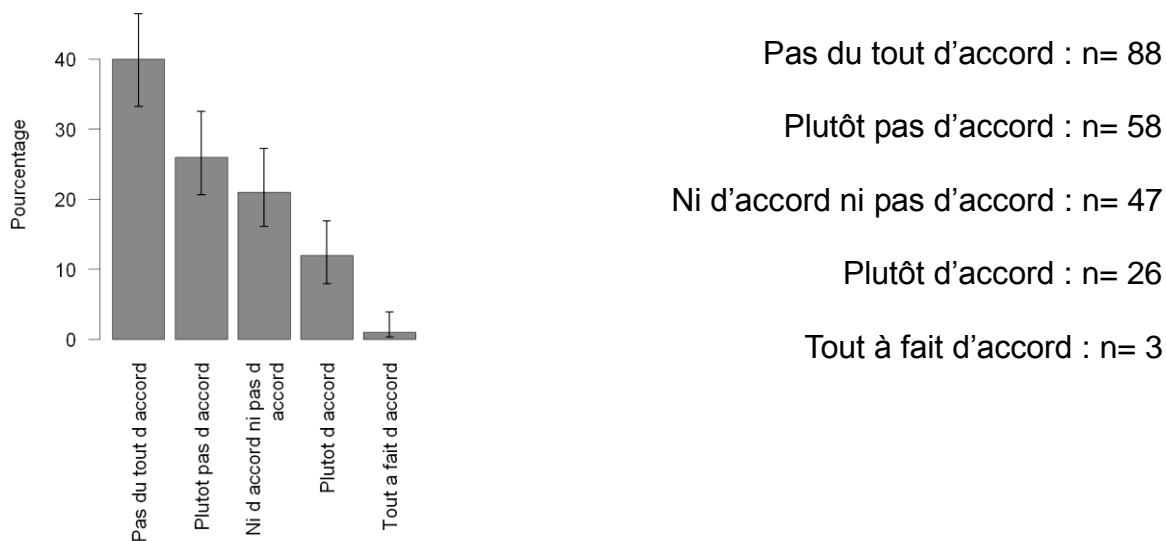 Pourcentage
40
30
20
10
0
Pas du tout d accord
Plutot pas d accord
Ni d accord ni pas d
accord
Plutot d accord
Tout a fait d accord
Pas du tout d’accord : n= 88
Plutôt pas d’accord : n= 58
Ni d’accord ni pas d’accord : n= 47
Plutôt d’accord : n= 26
Tout à fait d’accord : n= 3